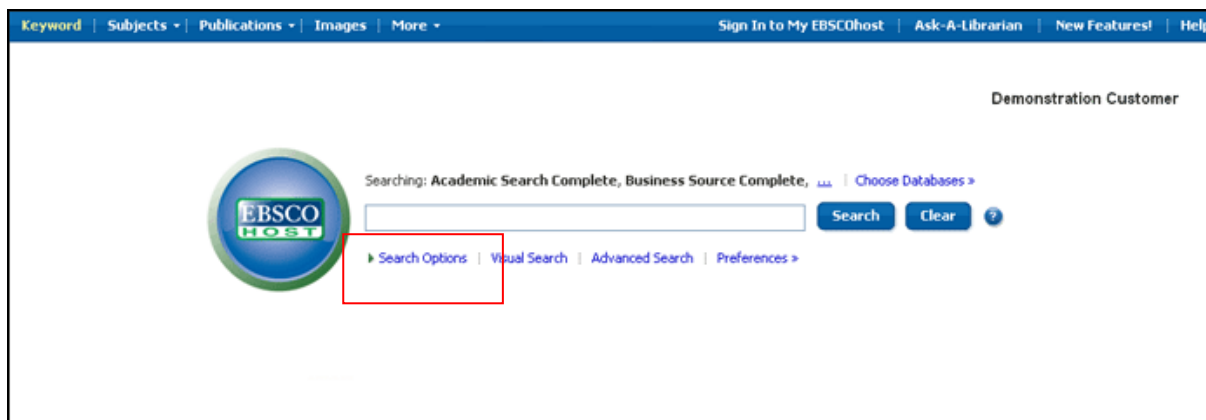 Keyword | Subjects | Publications | Images | More Sign In to My EBSCOhost | Ask-A-Librarian | New Features! | Help
Demonstration Customer
Searching: Academic Search Complete, Business Source Complete, ... | Choose Databases »
EBSCO
HOST
Search Clear ?
Search Options | Visual Search | Advanced Search | Preferences »